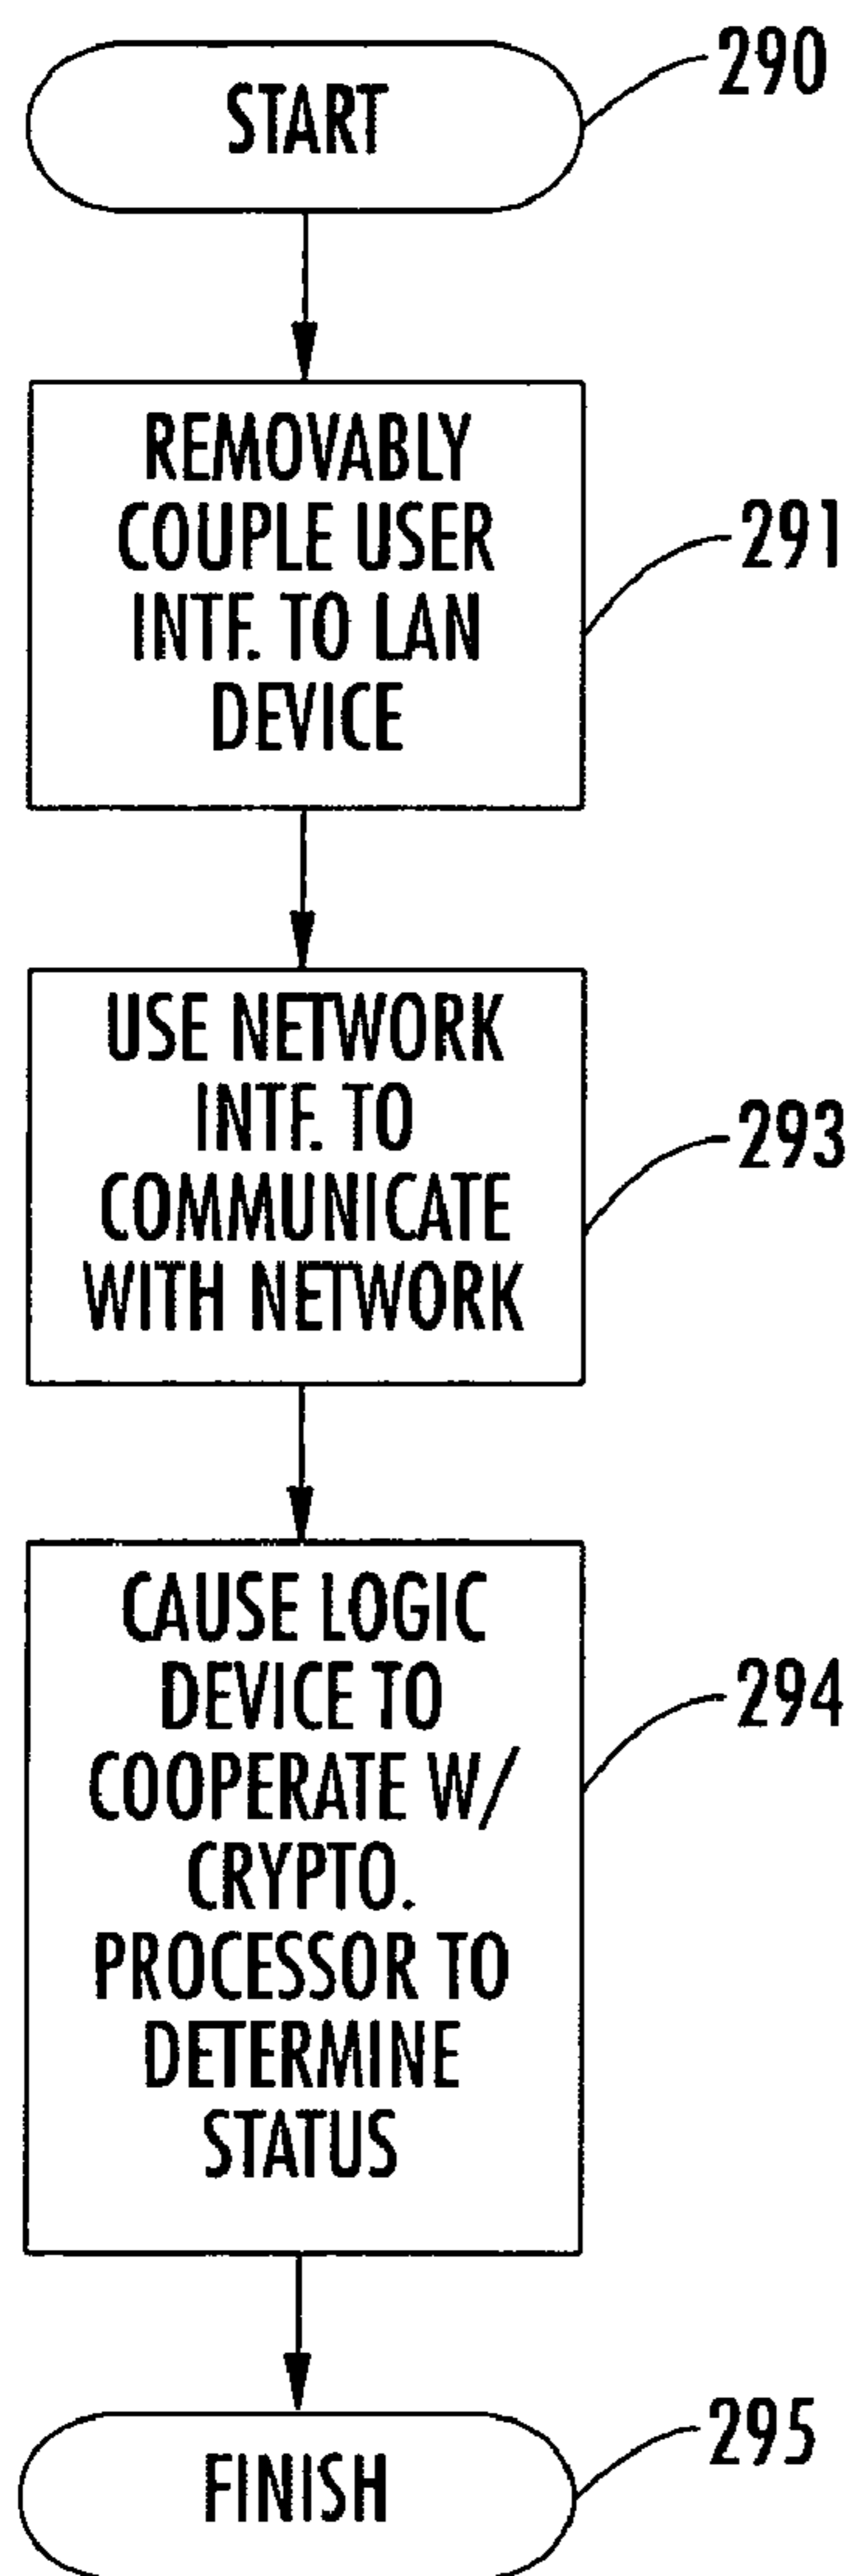 START
290
REMOVABLY
COUPLE USER
INTF. TO LAN
DEVICE
291
USE NETWORK
INTF. TO
COMMUNICATE
WITH NETWORK
293
CAUSE LOGIC
DEVICE TO
COOPERATE W/
CRYPTO.
PROCESSOR TO
DETERMINE
STATUS
294
FINISH
295